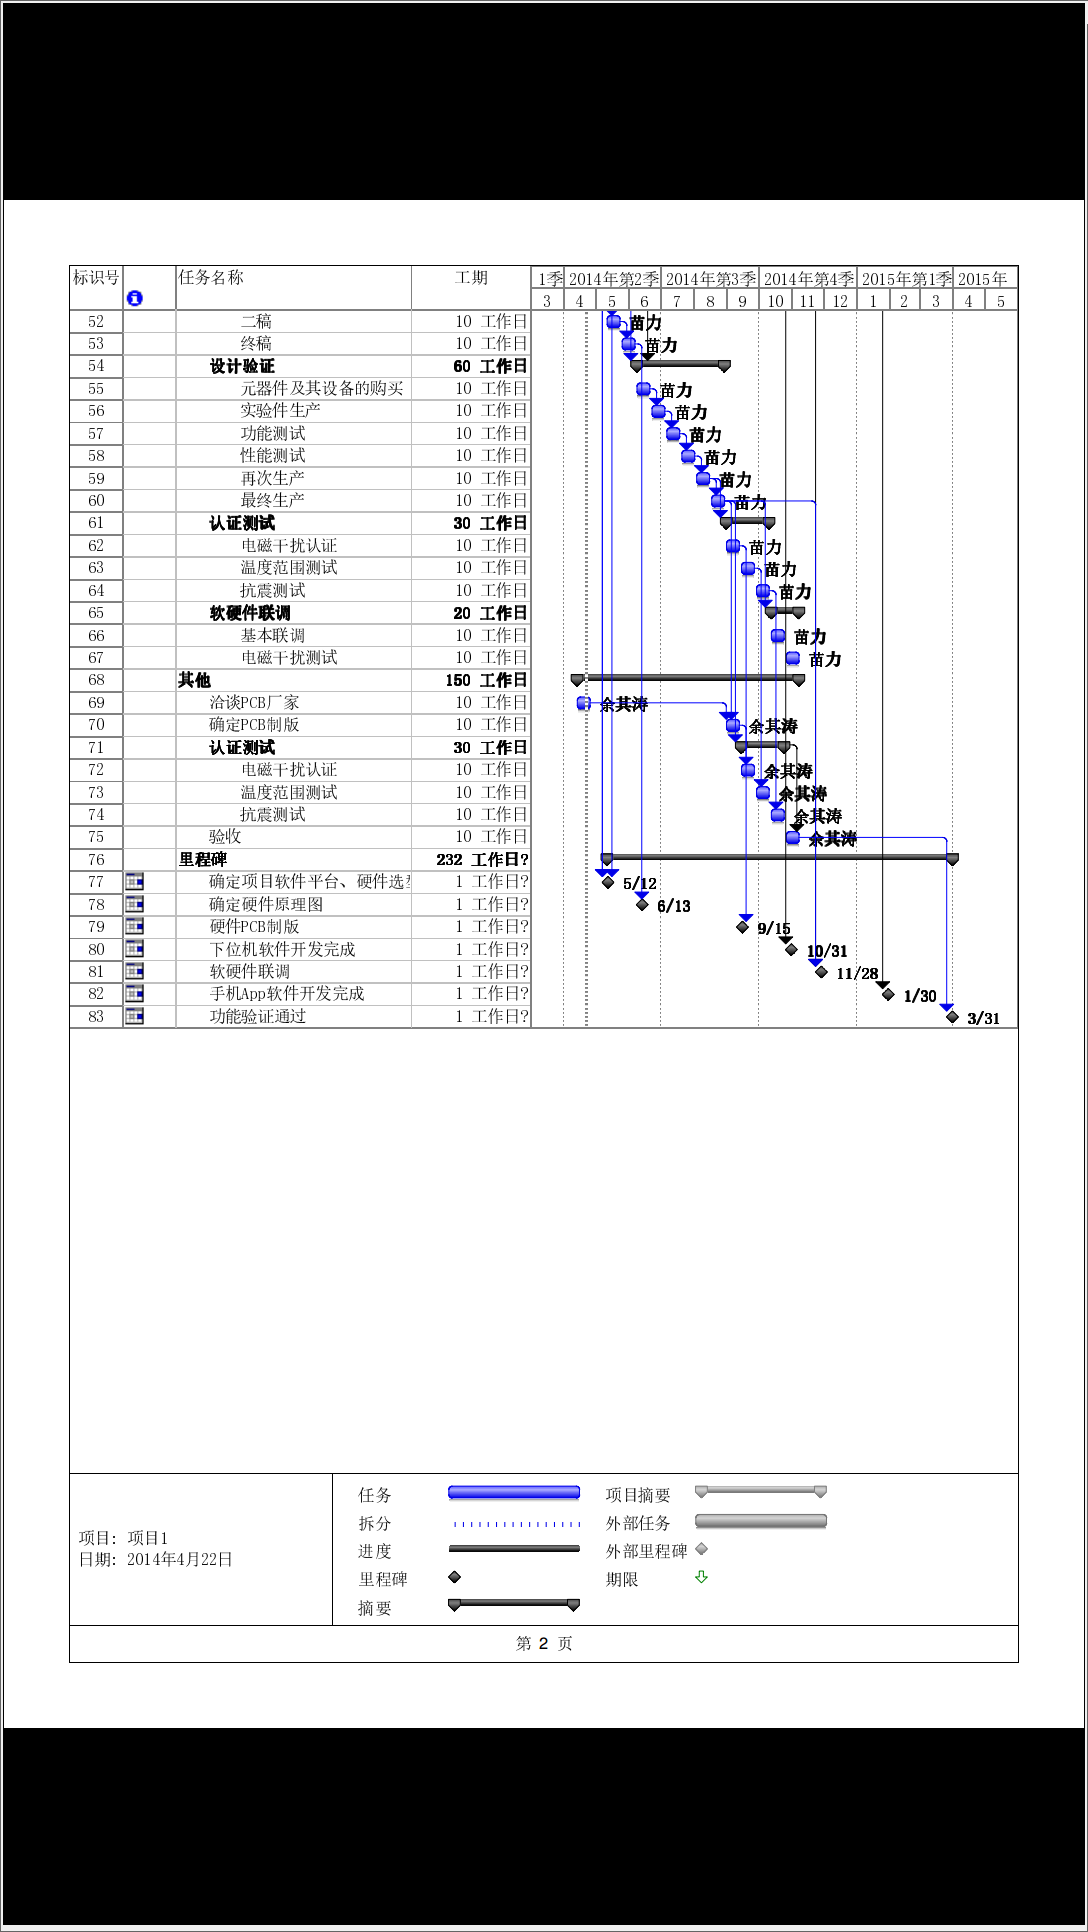 标识号 任务名称 工期 1季 2014年第2季 2014年第3季 2014年第4季 2015年第1季 2015年
3 4 5 6 7 8 9 10 11 12 1 2 3 4 5
52 二稿 10 工作日 苗力
53 终稿 10 工作日 苗力
54 设计验证 60 工作日
55 元器件及其设备的购买 10 工作日 苗力
56 实验件生产 10 工作日 苗力
57 功能测试 10 工作日 苗力
58 性能测试 10 工作日 苗力
59 再次生产 10 工作日 苗力
60 最终生产 10 工作日 苗力
61 认证测试 30 工作日
62 电磁干扰认证 10 工作日 苗力
63 温度范围测试 10 工作日 苗力
64 抗震测试 10 工作日 苗力
65 软硬件联调 20 工作日
66 基本联调 10 工作日 苗力
67 电磁干扰测试 10 工作日 苗力
68 其他 150 工作日
69 洽谈PCB厂家 10 工作日 余其涛
70 确定PCB制版 10 工作日 余其涛
71 认证测试 30 工作日
72 电磁干扰认证 10 工作日 余其涛
73 温度范围测试 10 工作日 余其涛
74 抗震测试 10 工作日 余其涛
75 验收 10 工作日 余其涛
76 里程碑 232 工作日?
77 确定项目软件平台、硬件选 1 工作日? 5/12
78 确定硬件原理图 1 工作日? 6/13
79 硬件PCB制版 1 工作日? 9/15
80 下位机软件开发完成 1 工作日? 10/31
81 软硬件联调 1 工作日? 11/28
82 手机App软件开发完成 1 工作日? 1/30
83 功能验证通过 1 工作日? 3/31
项目: 项目1
日期: 2014年4月22日
任务 项目摘要
拆分 外部任务
进度 外部里程碑
里程碑 期限
摘要
第 2 页